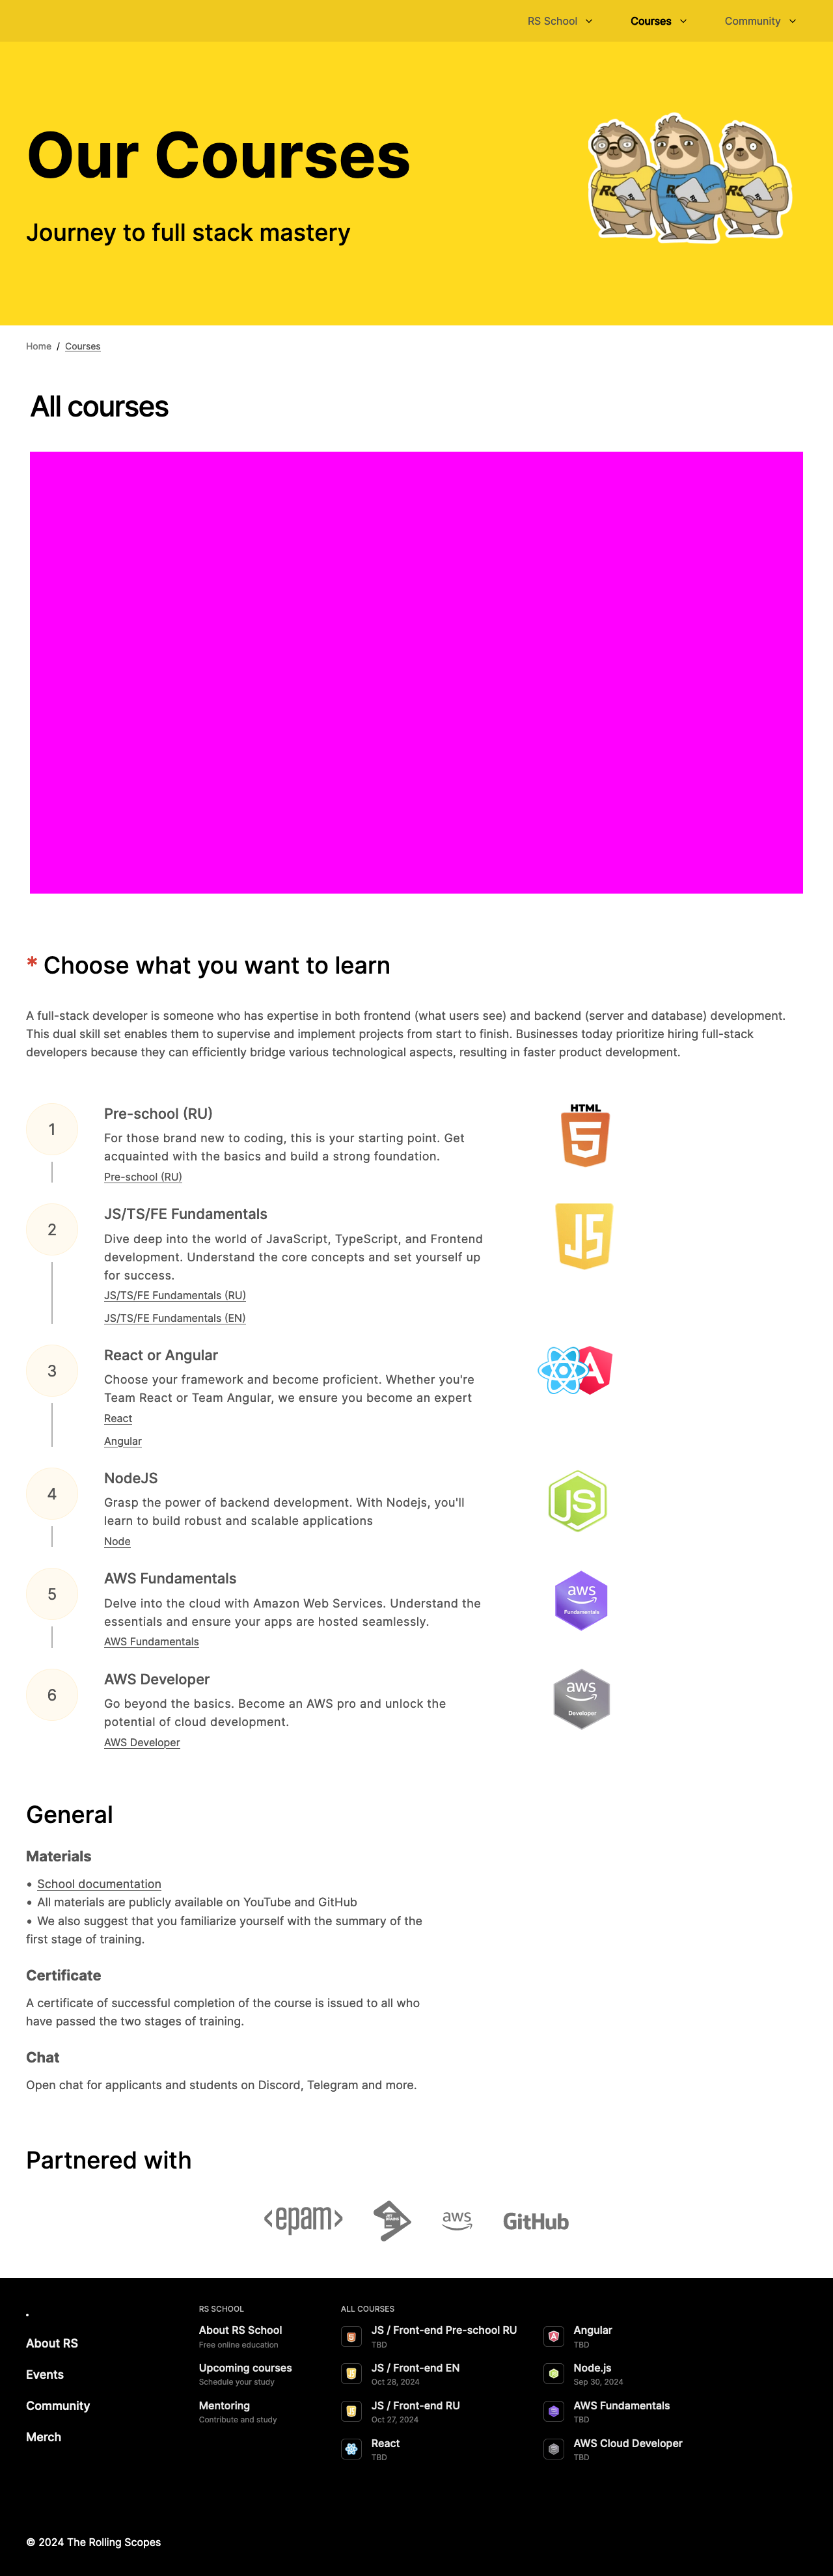 RS School
Courses
Community
Our Courses
Journey to full stack mastery
RS
RS
RS
Home / Courses
All courses
* Choose what you want to learn
A full-stack developer is someone who has expertise in both frontend (what users see) and backend (server and database) development.
This dual skill set enables them to supervise and implement projects from start to finish. Businesses today prioritize hiring full-stack
developers because they can efficiently bridge various technological aspects, resulting in faster product development.
1
Pre-school (RU)
For those brand new to coding, this is your starting point. Get
acquainted with the basics and build a strong foundation.
Pre-school (RU)
HTML
5
2
JS/TS/FE Fundamentals
Dive deep into the world of JavaScript, TypeScript, and Frontend
development. Understand the core concepts and set yourself up
for success.
JS/TS/FE Fundamentals (RU)
JS/TS/FE Fundamentals (EN)
JS
3
React or Angular
Choose your framework and become proficient. Whether you're
Team React or Team Angular, we ensure you become an expert
React
Angular
A
4
NodeJS
Grasp the power of backend development. With Nodejs, you'll
learn to build robust and scalable applications
Node
JS
5
AWS Fundamentals
Delve into the cloud with Amazon Web Services. Understand the
essentials and ensure your apps are hosted seamlessly.
AWS Fundamentals
aws
Fundamentals
6
AWS Developer
Go beyond the basics. Become an AWS pro and unlock the
potential of cloud development.
AWS Developer
aws
Developer
General
Materials
• School documentation
• All materials are publicly available on YouTube and GitHub
• We also suggest that you familiarize yourself with the summary of the
first stage of training.
Certificate
A certificate of successful completion of the course is issued to all who
have passed the two stages of training.
Chat
Open chat for applicants and students on Discord, Telegram and more.
Partnered with
<epam>
aws
GitHub
About RS
Events
Community
Merch
RS SCHOOL
About RS School
Free online education
Upcoming courses
Schedule your study
Mentoring
Contribute and study
ALL COURSES
JS / Front-end Pre-school RU
TBD
JS / Front-end EN
Oct 28, 2024
JS / Front-end RU
Oct 27, 2024
React
TBD
Angular
TBD
Node.js
Sep 30, 2024
AWS Fundamentals
TBD
AWS Cloud Developer
TBD
© 2024 The Rolling Scopes